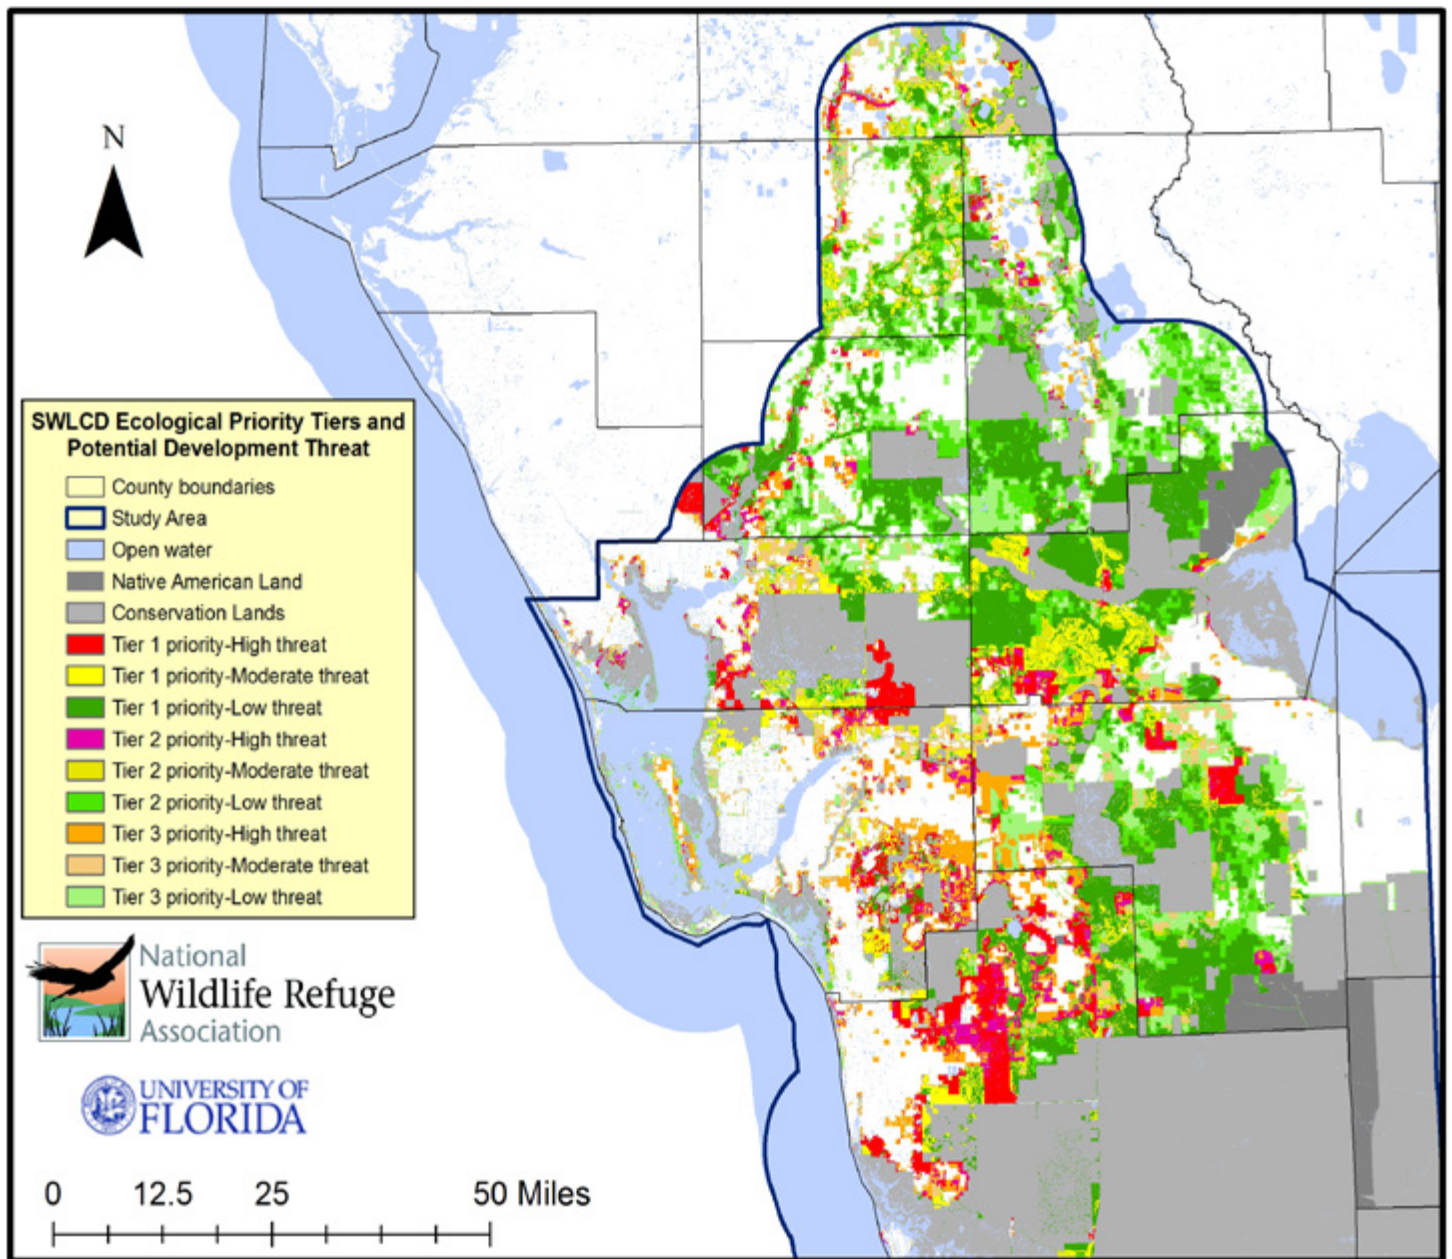 N
SWLCD Ecological Priority Tiers and
Potential Development Threat
County boundaries
Study Area
Open water
Native American Land
Conservation Lands
Tier 1 priority-High threat
Tier 1 priority-Moderate threat
Tier 1 priority-Low threat
Tier 2 priority-High threat
Tier 2 priority-Moderate threat
Tier 2 priority-Low threat
Tier 3 priority-High threat
Tier 3 priority-Moderate threat
Tier 3 priority-Low threat
National
Wildlife Refuge
Association
UNIVERSITY OF
FLORIDA
0 12.5 25 50 Miles